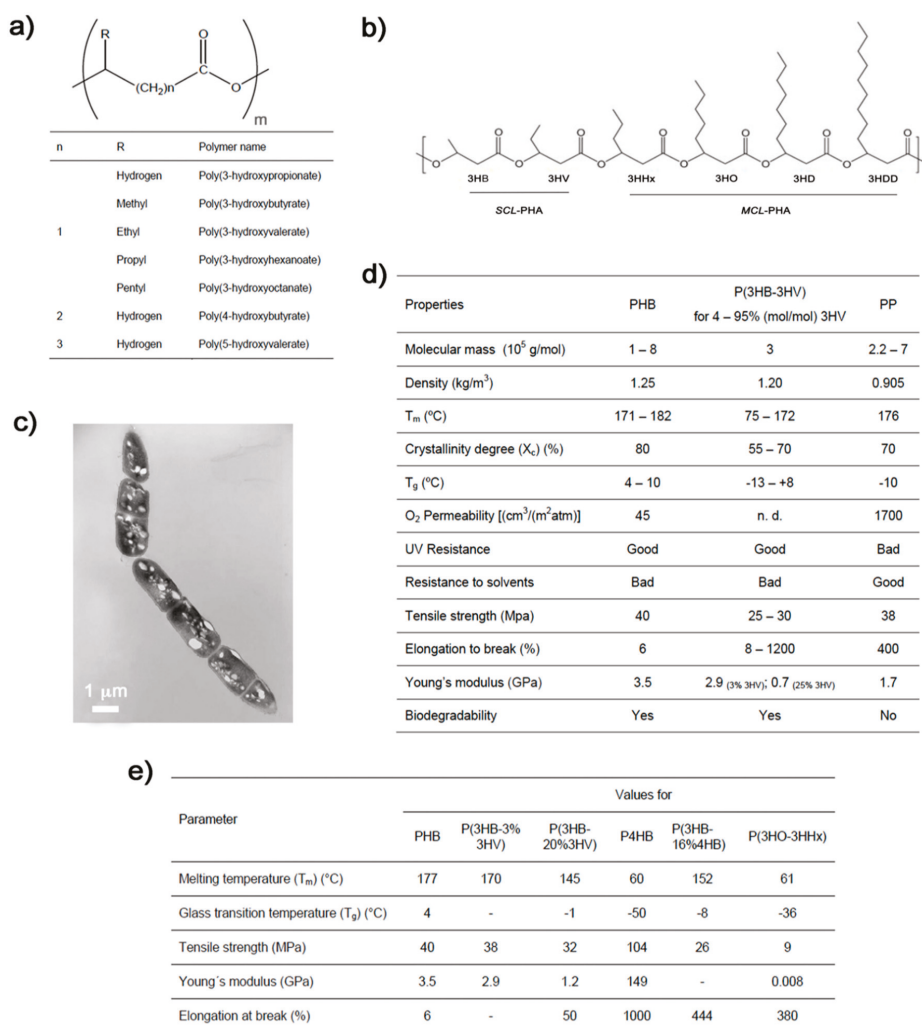 a)
R
O
(CH₂)n
C
O
m
n R Polymer name
Hydrogen Poly(3-hydroxypropionate)
Methyl Poly(3-hydroxybutyrate)
1 Ethyl Poly(3-hydroxyvalerate)
Propyl Poly(3-hydroxyhexanoate)
Pentyl Poly(3-hydroxyoctanate)
2 Hydrogen Poly(4-hydroxybutyrate)
3 Hydrogen Poly(5-hydroxyvalerate)
b)
O O O O O O
O O O O O O
3HB 3HV 3HHx 3HO 3HD 3HDD
SCL-PHA MCL-PHA
c)
1 μm
d)
Properties PHB P(3HB-3HV) for 4 – 95% (mol/mol) 3HV PP
Molecular mass (10⁵ g/mol) 1 – 8 3 2.2 – 7
Density (kg/m³) 1.25 1.20 0.905
Tₘ (ºC) 171 – 182 75 – 172 176
Crystallinity degree (X꜀) (%) 80 55 – 70 70
T₉ (ºC) 4 – 10 -13 – +8 -10
O₂ Permeability [(cm³/(m²atm)] 45 n. d. 1700
UV Resistance Good Good Bad
Resistance to solvents Bad Bad Good
Tensile strength (Mpa) 40 25 – 30 38
Elongation to break (%) 6 8 – 1200 400
Young's modulus (GPa) 3.5 2.9 (3% 3HV); 0.7 (25% 3HV) 1.7
Biodegradability Yes Yes No
e)
Parameter Values for
PHB P(3HB-3% 3HV) P(3HB-20%3HV) P4HB P(3HB-16%4HB) P(3HO-3HHx)
Melting temperature (Tₘ) (°C) 177 170 145 60 152 61
Glass transition temperature (Tg) (°C) 4 - -1 -50 -8 -36
Tensile strength (MPa) 40 38 32 104 26 9
Young´s modulus (GPa) 3.5 2.9 1.2 149 - 0.008
Elongation at break (%) 6 - 50 1000 444 380